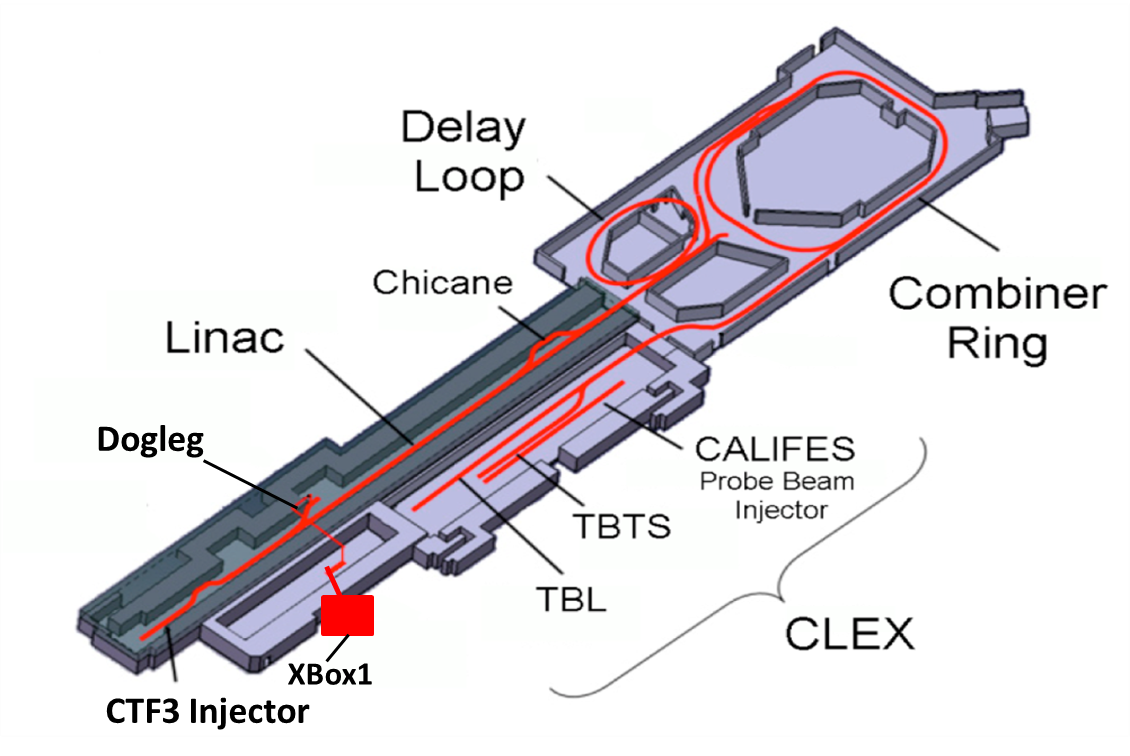 Delay
Loop
Chicane
Combiner
Ring
Linac
Dogleg
CALIFES
Probe Beam
Injector
TBTS
TBL
CLEX
XBox1
CTF3 Injector